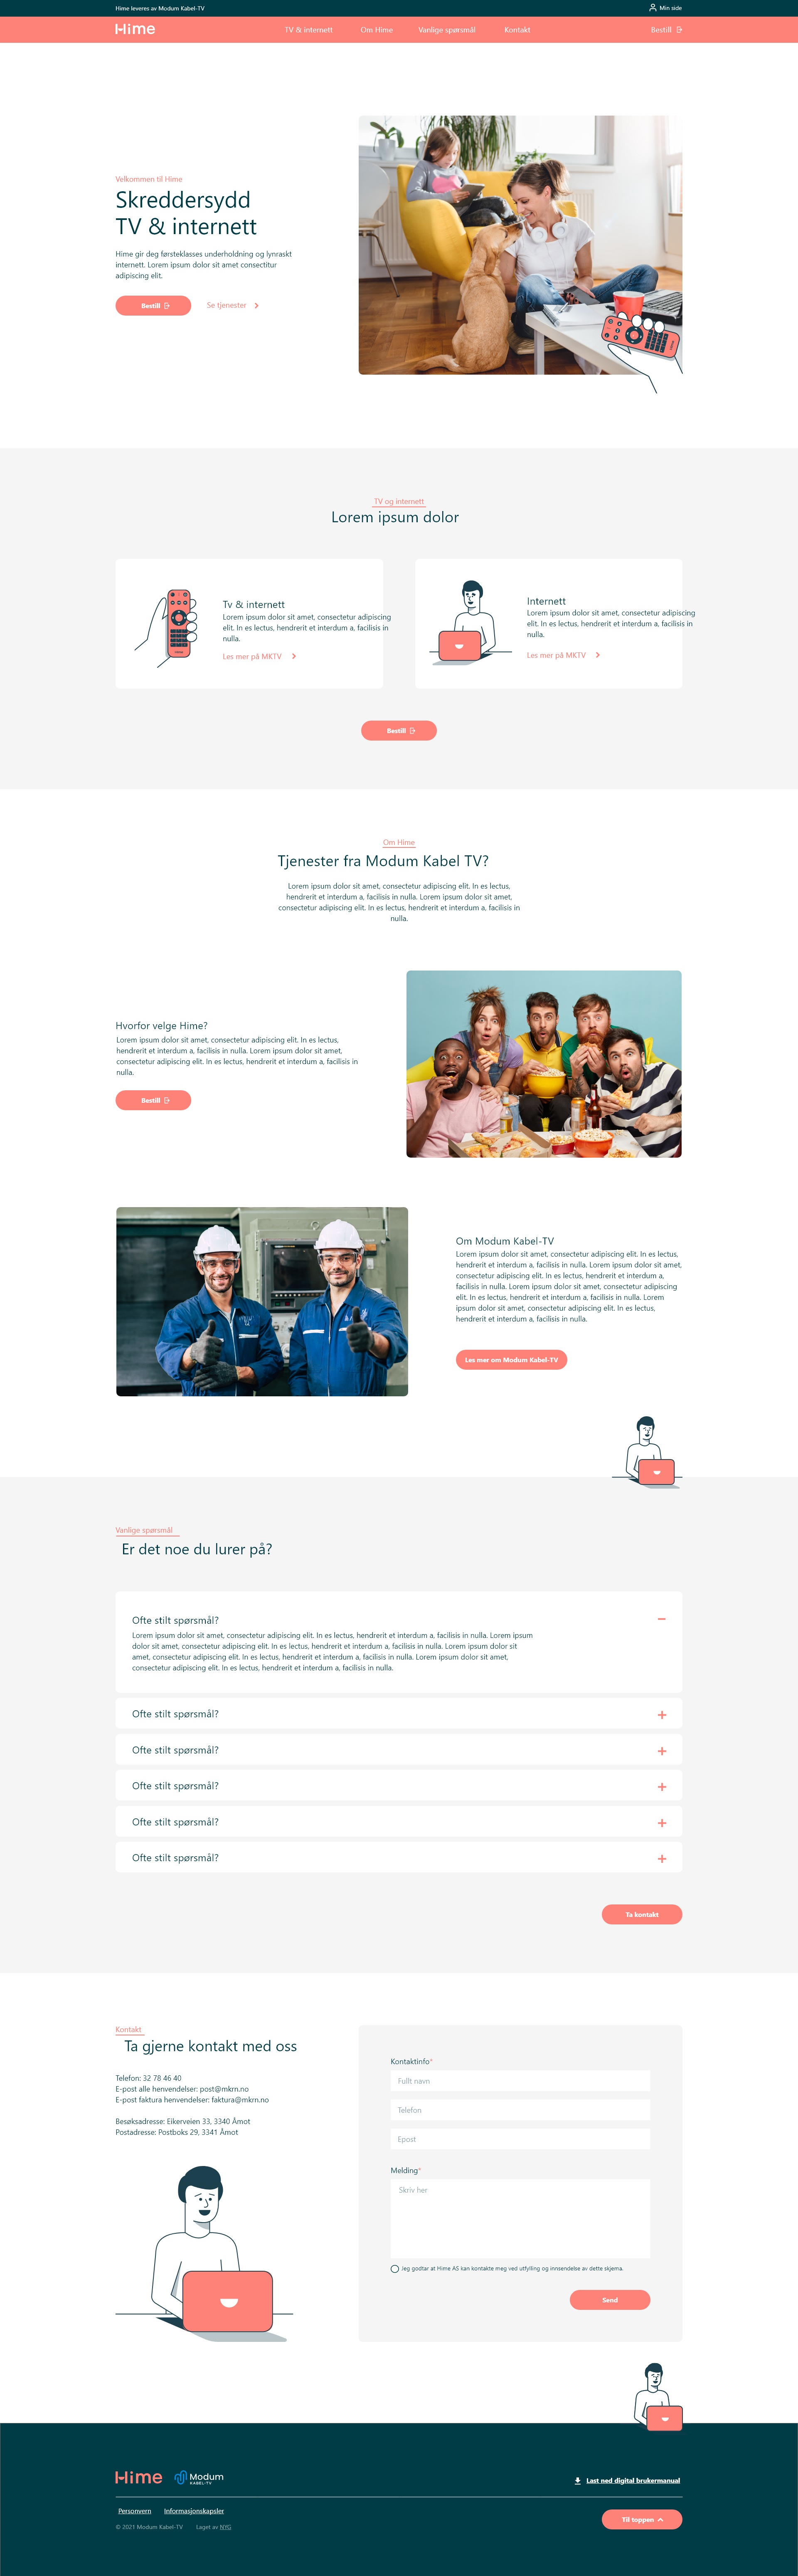 Hime leveres av Modum Kabel-TV
Min side
Hime
TV & internett
Om Hime
Vanlige spørsmål
Kontakt
Bestill
Velkommen til Hime
Skreddersydd
TV & internett
Hime gir deg førsteklasses underholdning og lynraskt
internett. Lorem ipsum dolor sit amet consectitur
adipiscing elit.
Bestill
Se tjenester
TV og internett
Lorem ipsum dolor
Tv & internett
Lorem ipsum dolor sit amet, consectetur adipiscing
elit. In es lectus, hendrerit et interdum a, facilisis in
nulla.
Les mer på MKTV
Internett
Lorem ipsum dolor sit amet, consectetur adipiscing
elit. In es lectus, hendrerit et interdum a, facilisis in
nulla.
Les mer på MKTV
Bestill
Om Hime
Tjenester fra Modum Kabel TV?
Lorem ipsum dolor sit amet, consectetur adipiscing elit. In es lectus,
hendrerit et interdum a, facilisis in nulla. Lorem ipsum dolor sit amet,
consectetur adipiscing elit. In es lectus, hendrerit et interdum a, facilisis in
nulla.
Hvorfor velge Hime?
Lorem ipsum dolor sit amet, consectetur adipiscing elit. In es lectus,
hendrerit et interdum a, facilisis in nulla. Lorem ipsum dolor sit amet,
consectetur adipiscing elit. In es lectus, hendrerit et interdum a, facilisis in
nulla.
Bestill
Om Modum Kabel-TV
Lorem ipsum dolor sit amet, consectetur adipiscing elit. In es lectus,
hendrerit et interdum a, facilisis in nulla. Lorem ipsum dolor sit amet,
consectetur adipiscing elit. In es lectus, hendrerit et interdum a,
facilisis in nulla. Lorem ipsum dolor sit amet, consectetur adipiscing
elit. In es lectus, hendrerit et interdum a, facilisis in nulla. Lorem
ipsum dolor sit amet, consectetur adipiscing elit. In es lectus,
hendrerit et interdum a, facilisis in nulla.
Les mer om Modum Kabel-TV
Vanlige spørsmål
Er det noe du lurer på?
Ofte stilt spørsmål?
Lorem ipsum dolor sit amet, consectetur adipiscing elit. In es lectus, hendrerit et interdum a, facilisis in nulla. Lorem ipsum
dolor sit amet, consectetur adipiscing elit. In es lectus, hendrerit et interdum a, facilisis in nulla. Lorem ipsum dolor sit
amet, consectetur adipiscing elit. In es lectus, hendrerit et interdum a, facilisis in nulla. Lorem ipsum dolor sit amet,
consectetur adipiscing elit. In es lectus, hendrerit et interdum a, facilisis in nulla.
Ofte stilt spørsmål?
Ofte stilt spørsmål?
Ofte stilt spørsmål?
Ofte stilt spørsmål?
Ofte stilt spørsmål?
Ta kontakt
Kontakt
Ta gjerne kontakt med oss
Telefon: 32 78 46 40
E-post alle henvendelser: post@mkrn.no
E-post faktura henvendelser: faktura@mkrn.no
Besøksadresse: Eikerveien 33, 3340 Åmot
Postadresse: Postboks 29, 3341 Åmot
Kontaktinfo*
Fullt navn
Telefon
Epost
Melding*
Skriv her
Jeg godtar at Hime AS kan kontakte meg ved utfylling og innsendelse av dette skjema.
Send
Hime
Modum
KABEL-TV
Last ned digital brukermanual
Personvern
Informasjonskapsler
Til toppen
© 2021 Modum Kabel-TV
Laget av NYG